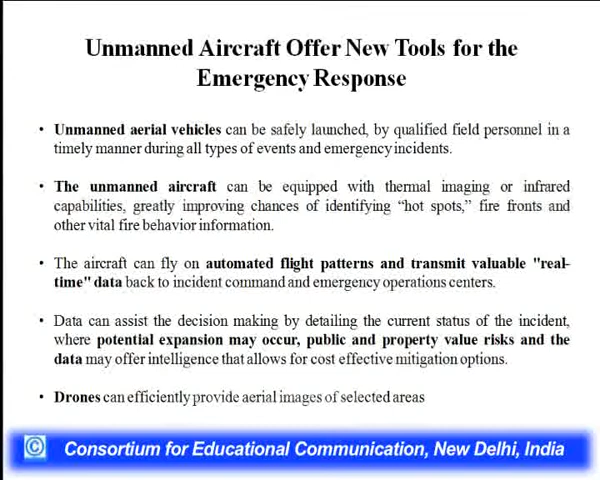 Unmanned Aircraft Offer New Tools for the
Emergency Response
• Unmanned aerial vehicles can be safely launched, by qualified field personnel in a
timely manner during all types of events and emergency incidents.
• The unmanned aircraft can be equipped with thermal imaging or infrared
capabilities, greatly improving chances of identifying “hot spots,” fire fronts and
other vital fire behavior information.
• The aircraft can fly on automated flight patterns and transmit valuable "real-
time" data back to incident command and emergency operations centers.
• Data can assist the decision making by detailing the current status of the incident,
where potential expansion may occur, public and property value risks and the
data may offer intelligence that allows for cost effective mitigation options.
• Drones can efficiently provide aerial images of selected areas
© Consortium for Educational Communication, New Delhi, India